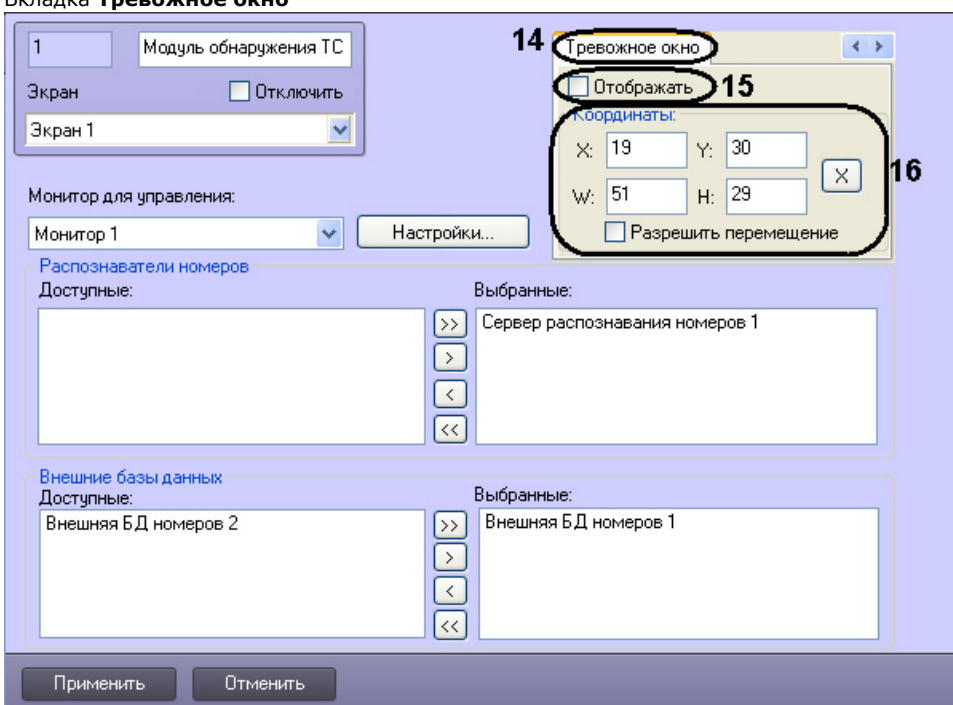 Вкладка Тревожное окно
1
Модуль обнаружения ТС
Экран
Отключить
Экран 1
14
Тревожное окно
Отображать
15
Координаты:
X: 19 Y: 30
X
16
W: 51 H: 29
Разрешить перемещение
Монитор для управления:
Монитор 1
Настройки...
Распознаватели номеров
Доступные:
Выбранные:
Сервер распознавания номеров 1
>>
>
<
<<
Внешние базы данных
Доступные:
Выбранные:
Внешняя БД номеров 2
>>
Внешняя БД номеров 1
>
<
<<
Применить
Отменить